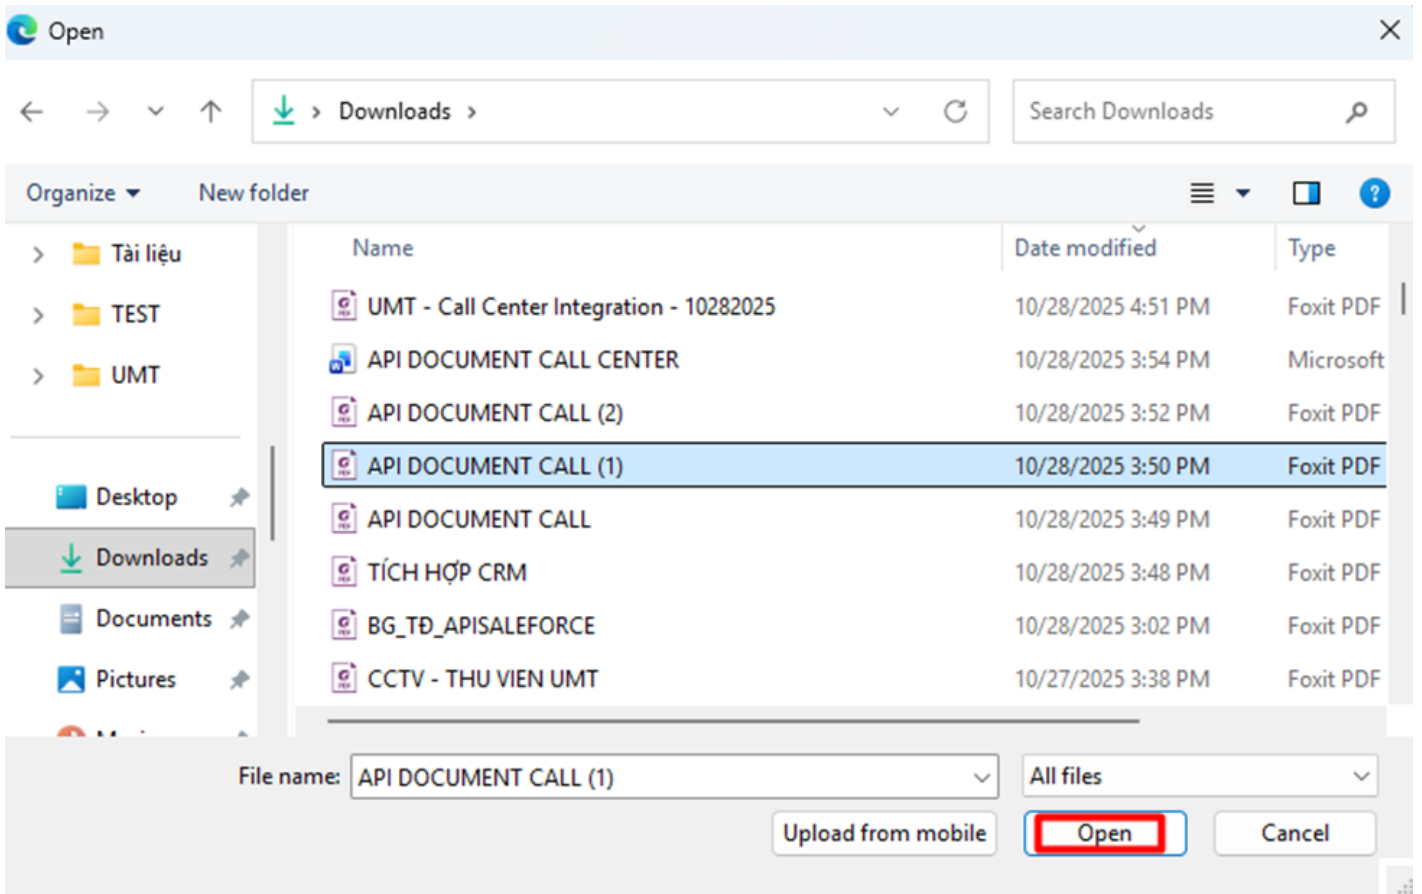 Open
Downloads
Search Downloads
Organize
New folder
Tài liệu
TEST
UMT
Desktop
Downloads
Documents
Pictures
Name Date modified Type
UMT - Call Center Integration - 10282025 10/28/2025 4:51 PM Foxit PDF
API DOCUMENT CALL CENTER 10/28/2025 3:54 PM Microsoft
API DOCUMENT CALL (2) 10/28/2025 3:52 PM Foxit PDF
API DOCUMENT CALL (1) 10/28/2025 3:50 PM Foxit PDF
API DOCUMENT CALL 10/28/2025 3:49 PM Foxit PDF
TÍCH HỢP CRM 10/28/2025 3:48 PM Foxit PDF
BG_TĐ_APISALEFORCE 10/28/2025 3:02 PM Foxit PDF
CCTV - THU VIEN UMT 10/27/2025 3:38 PM Foxit PDF
File name: API DOCUMENT CALL (1) All files
Upload from mobile Open Cancel